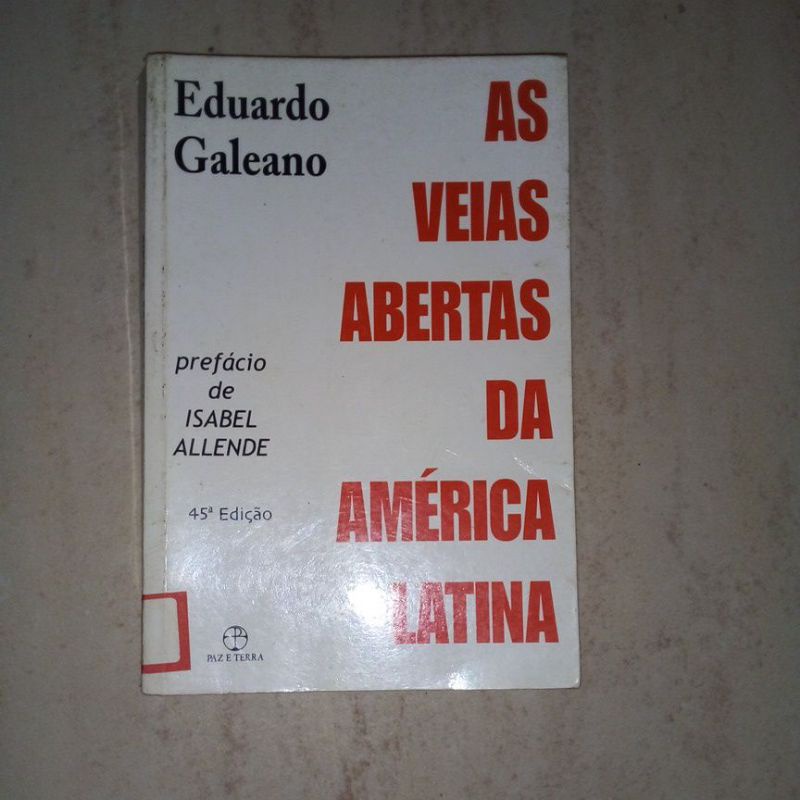 Eduardo
Galeano
AS
VEIAS
ABERTAS
DA
AMÉRICA
LATINA
prefácio
de
ISABEL
ALLENDE
45ª Edição
PAZ E TERRA